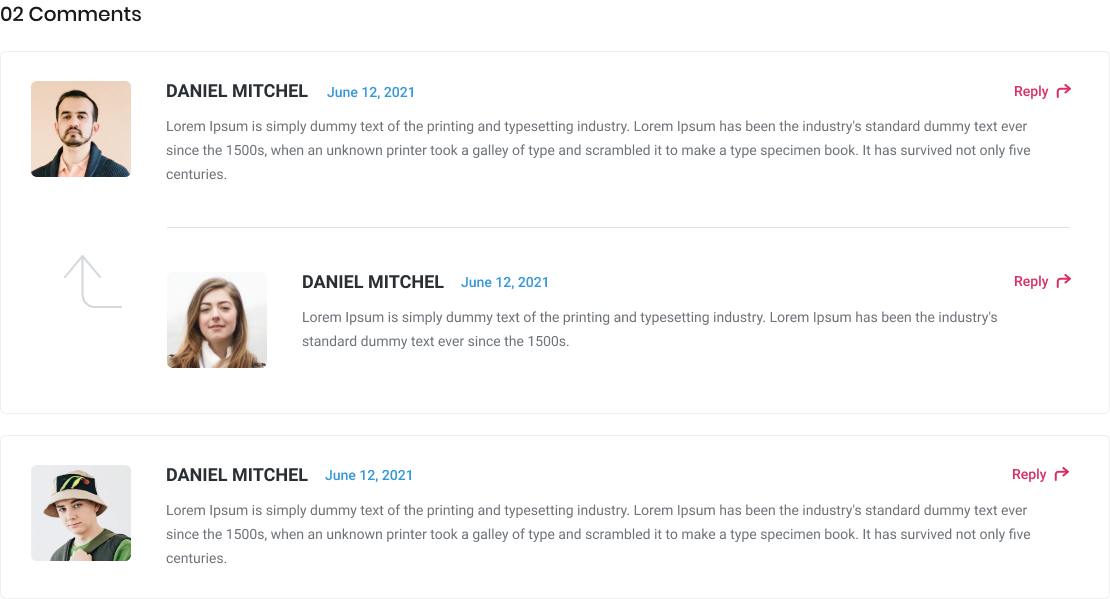 02 Comments
DANIEL MITCHEL June 12, 2021 Reply
Lorem Ipsum is simply dummy text of the printing and typesetting industry. Lorem Ipsum has been the industry's standard dummy text ever
since the 1500s, when an unknown printer took a galley of type and scrambled it to make a type specimen book. It has survived not only five
centuries.
DANIEL MITCHEL June 12, 2021 Reply
Lorem Ipsum is simply dummy text of the printing and typesetting industry. Lorem Ipsum has been the industry's
standard dummy text ever since the 1500s.
DANIEL MITCHEL June 12, 2021 Reply
Lorem Ipsum is simply dummy text of the printing and typesetting industry. Lorem Ipsum has been the industry's standard dummy text ever
since the 1500s, when an unknown printer took a galley of type and scrambled it to make a type specimen book. It has survived not only five
centuries.